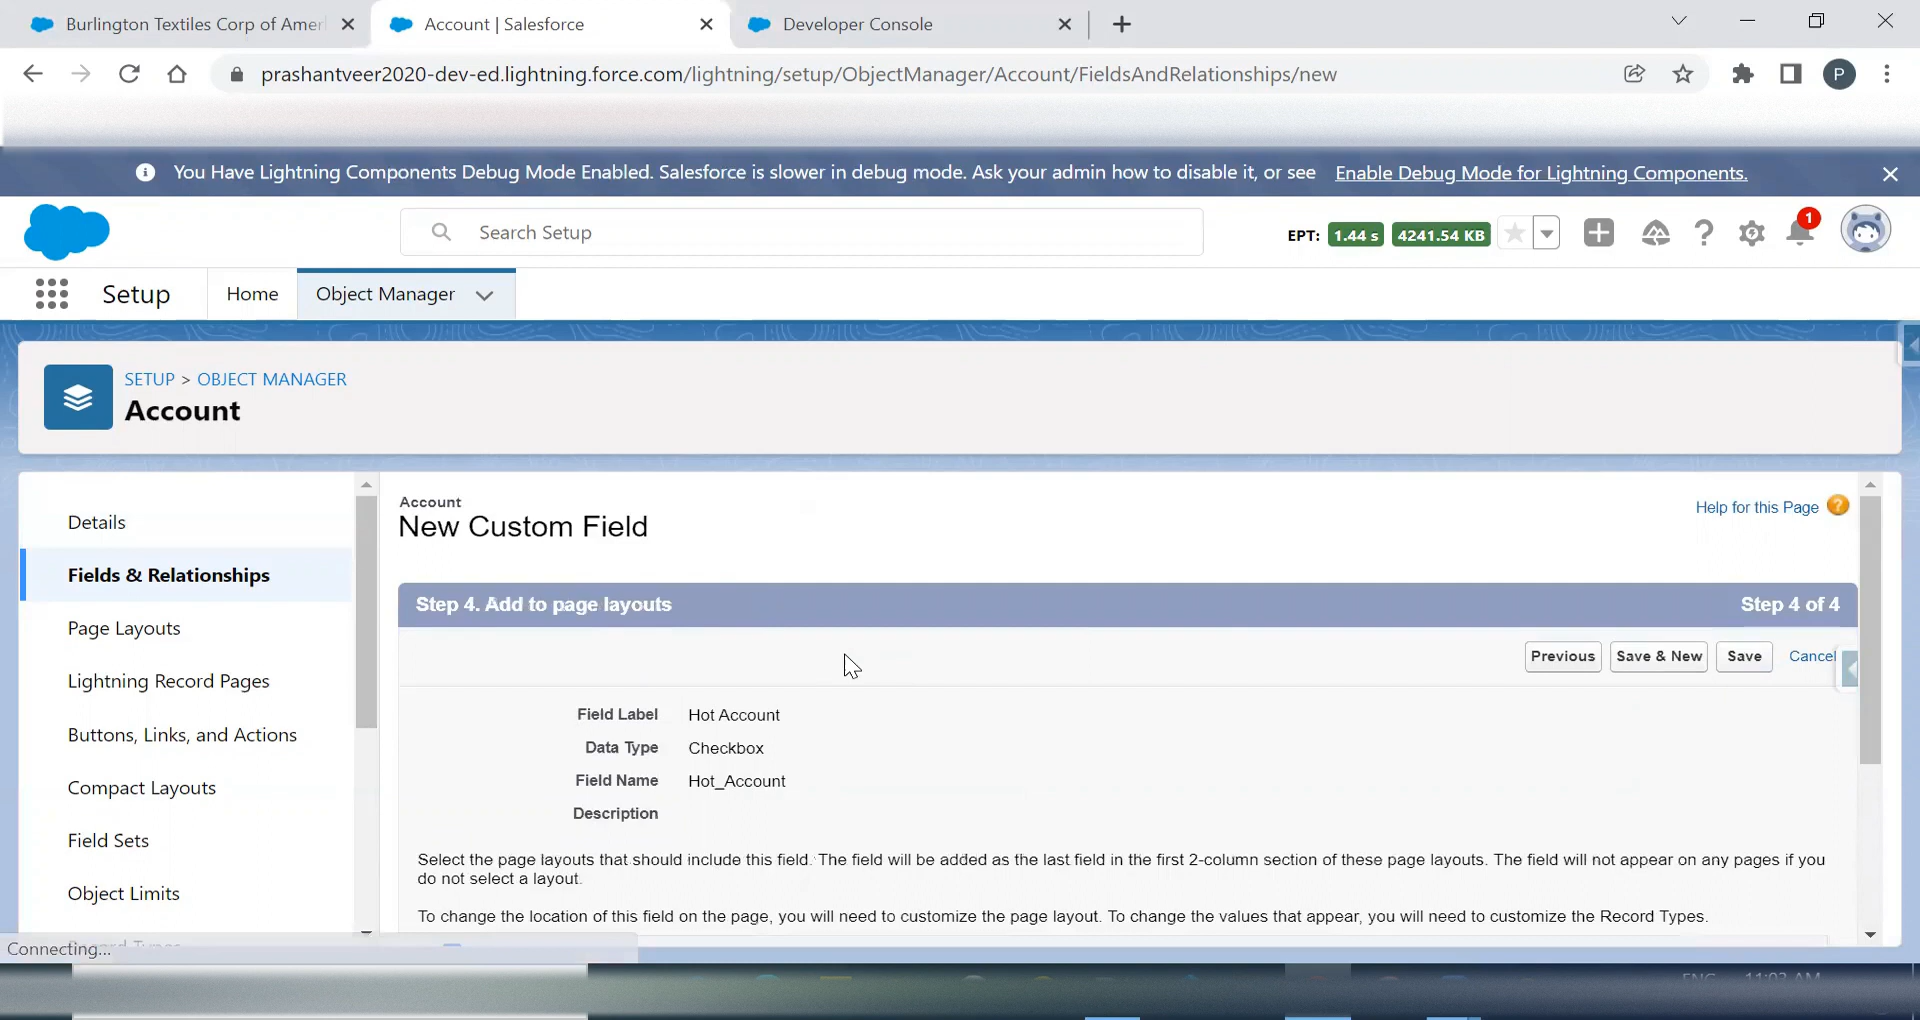 Burlington Textiles Corp of Amer
Account | Salesforce
Developer Console
prashantveer2020-dev-ed.lightning.force.com/lightning/setup/ObjectManager/Account/FieldsAndRelationships/new
P
You Have Lightning Components Debug Mode Enabled. Salesforce is slower in debug mode. Ask your admin how to disable it, or see Enable Debug Mode for Lightning Components.
Search Setup
EPT: 1.44 s 4241.54 KB
1
Setup
Home
Object Manager
SETUP > OBJECT MANAGER
Account
Details
Fields & Relationships
Page Layouts
Lightning Record Pages
Buttons, Links, and Actions
Compact Layouts
Field Sets
Object Limits
Record Types
Connecting...
Account
New Custom Field
Help for this Page ?
Step 4. Add to page layouts
Step 4 of 4
Previous
Save & New
Save
Cancel
Field Label Hot Account
Data Type Checkbox
Field Name Hot_Account
Description
Select the page layouts that should include this field. The field will be added as the last field in the first 2-column section of these page layouts. The field will not appear on any pages if you
do not select a layout.
To change the location of this field on the page, you will need to customize the page layout. To change the values that appear, you will need to customize the Record Types.
ENG 11:03 AM